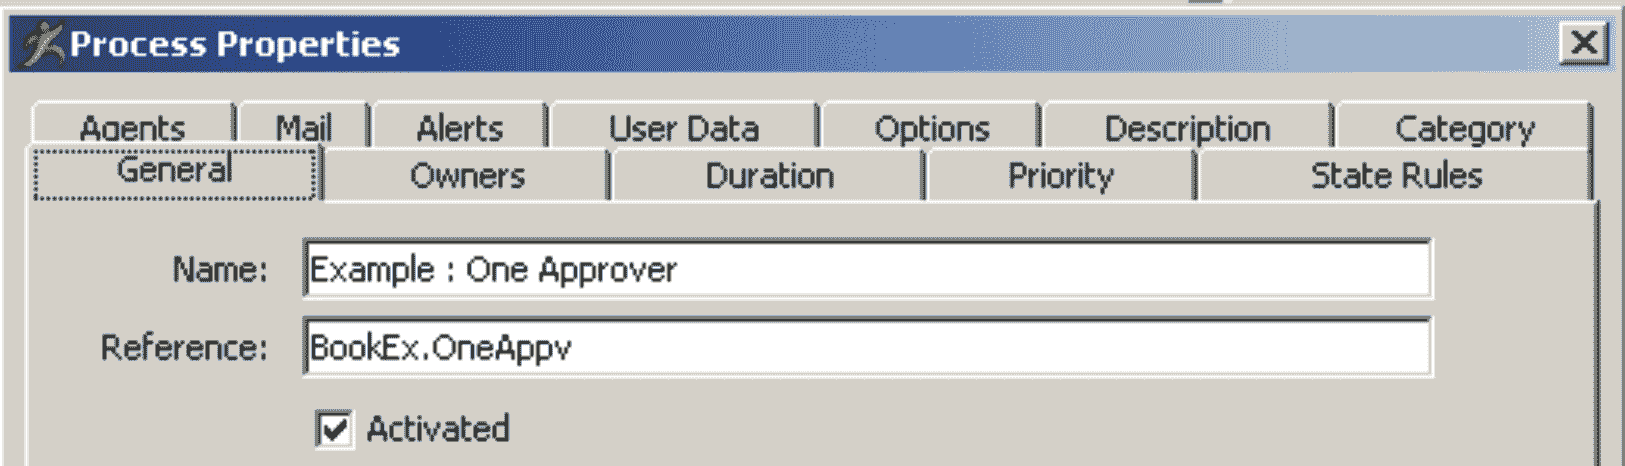 Process Properties
Agents Mail Alerts User Data Options Description Category
General Owners Duration Priority State Rules
Name: Example : One Approver
Reference: BookEx.OneAppv
Activated